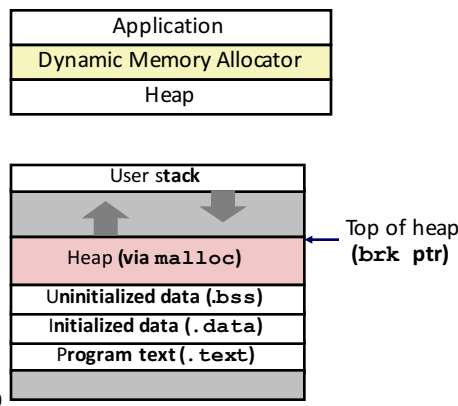 Application
Dynamic Memory Allocator
Heap
User stack
Top of heap
(brk ptr)
Heap (via malloc)
Uninitialized data (.bss)
Initialized data (.data)
Program text (.text)
)